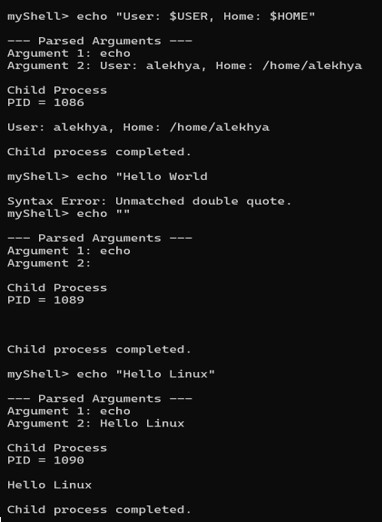 myShell> echo "User: $USER, Home: $HOME"
--- Parsed Arguments ---
Argument 1: echo
Argument 2: User: alekhya, Home: /home/alekhya
Child Process
PID = 1086
User: alekhya, Home: /home/alekhya
Child process completed.
myShell> echo "Hello World
Syntax Error: Unmatched double quote.
myShell> echo ""
--- Parsed Arguments ---
Argument 1: echo
Argument 2:
Child Process
PID = 1089
Child process completed.
myShell> echo "Hello Linux"
--- Parsed Arguments ---
Argument 1: echo
Argument 2: Hello Linux
Child Process
PID = 1090
Hello Linux
Child process completed.